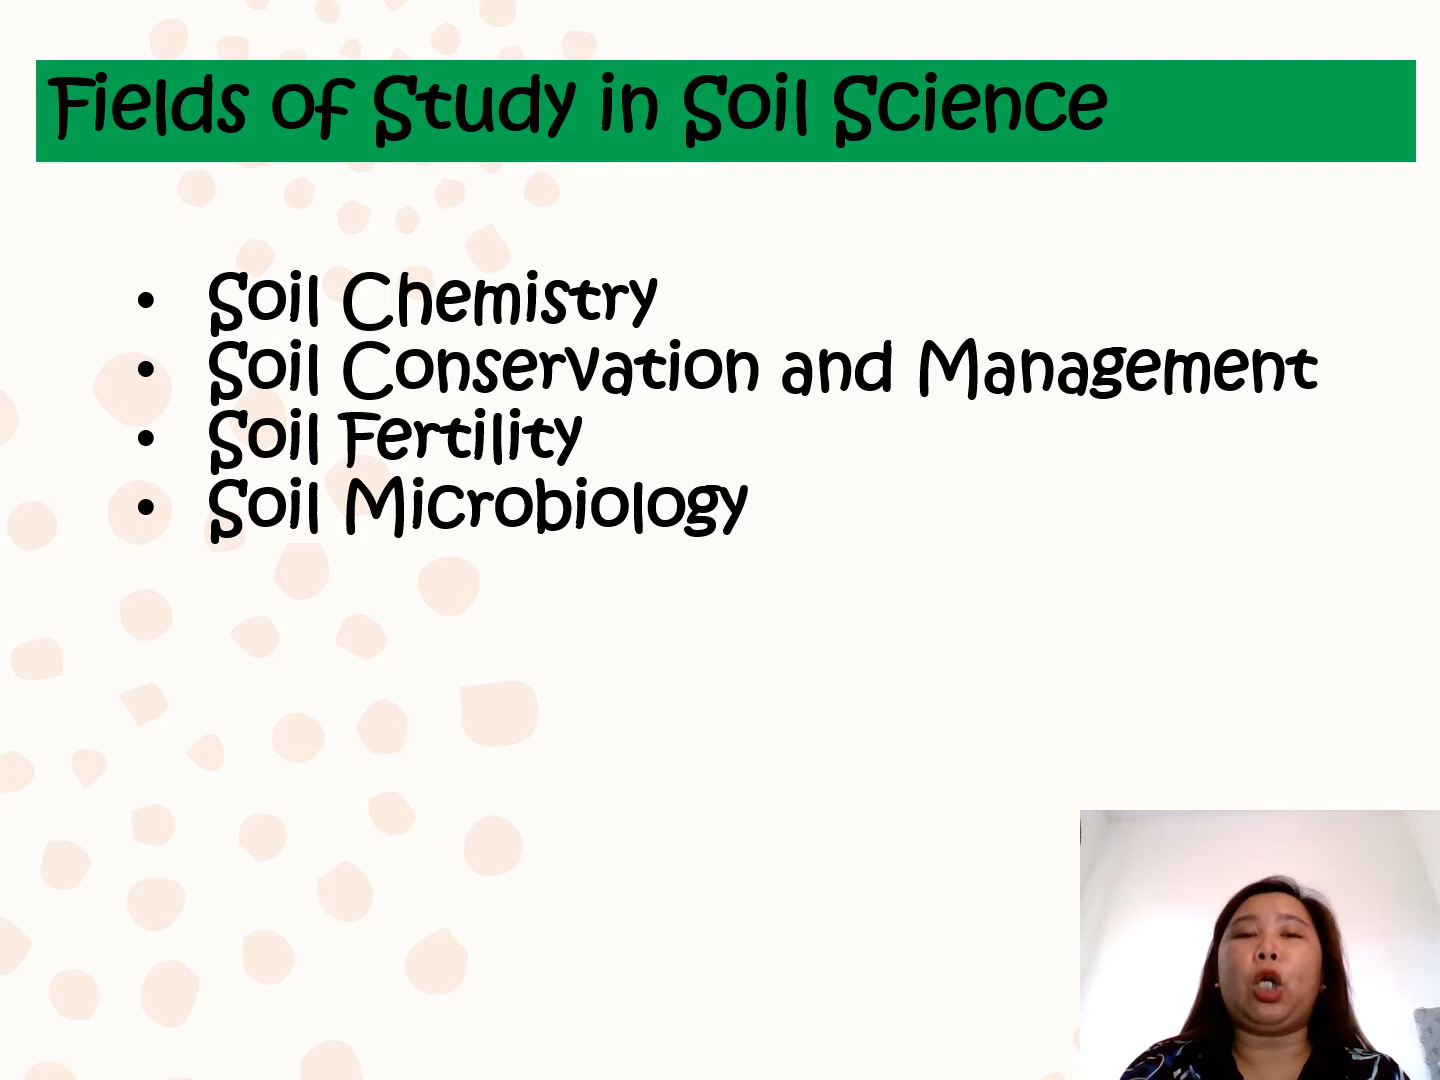 Fields of Study in Soil Science
• Soil Chemistry
• Soil Conservation and Management
• Soil Fertility
• Soil Microbiology